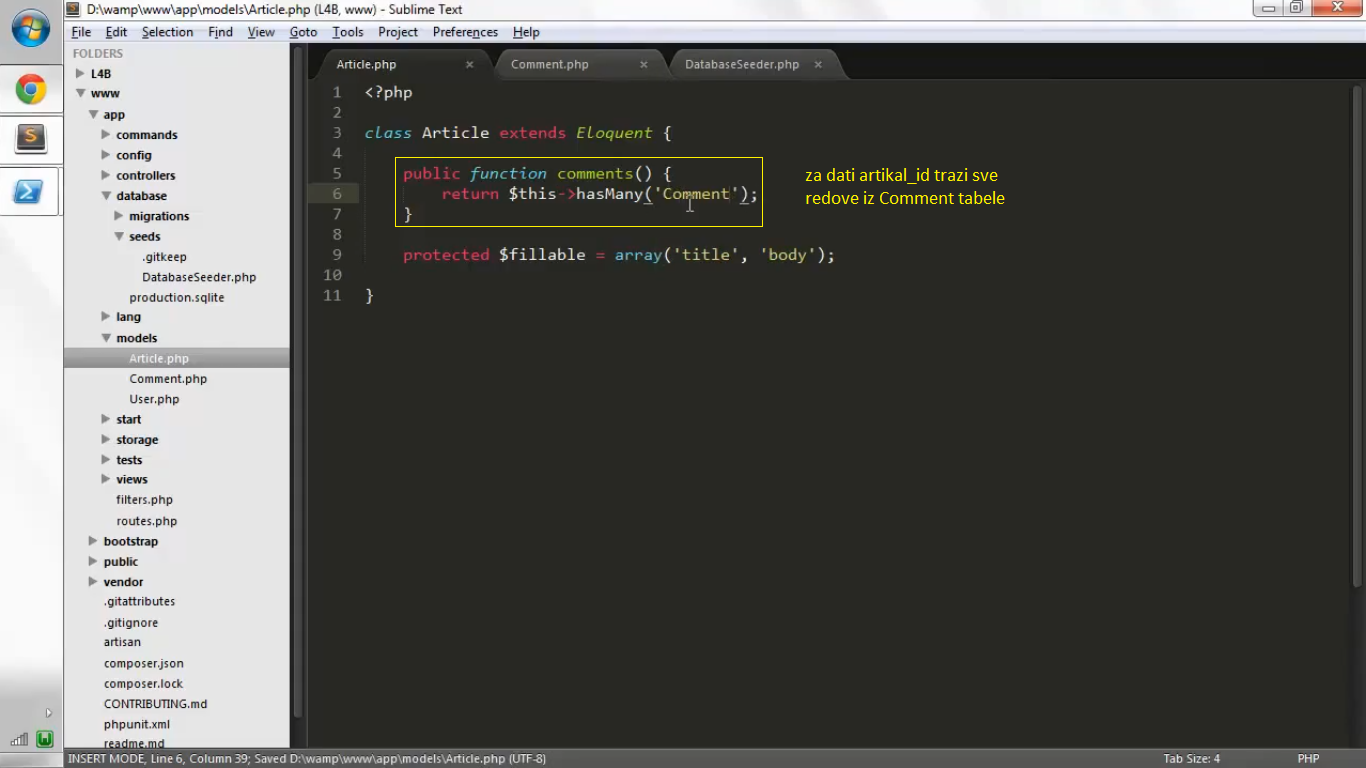 D:\wamp\www\app\models\Article.php (L4B, www) - Sublime Text
File Edit Selection Find View Goto Tools Project Preferences Help
FOLDERS
L4B
www
app
commands
config
controllers
database
migrations
seeds
.gitkeep
DatabaseSeeder.php
production.sqlite
lang
models
Article.php
Comment.php
User.php
start
storage
tests
views
filters.php
routes.php
bootstrap
public
vendor
.gitattributes
.gitignore
artisan
composer.json
composer.lock
CONTRIBUTING.md
phpunit.xml
readme.md
Article.php × Comment.php × DatabaseSeeder.php ×
1 <?php
2
3 class Article extends Eloquent {
4
5 public function comments() {
6 return $this->hasMany('Comment');
7 }
8
9 protected $fillable = array('title', 'body');
10
11 }
za dati artikal_id trazi sve
redove iz Comment tabele
INSERT MODE, Line 6, Column 39; Saved D:\wamp\www\app\models\Article.php (UTF-8)
Tab Size: 4
PHP